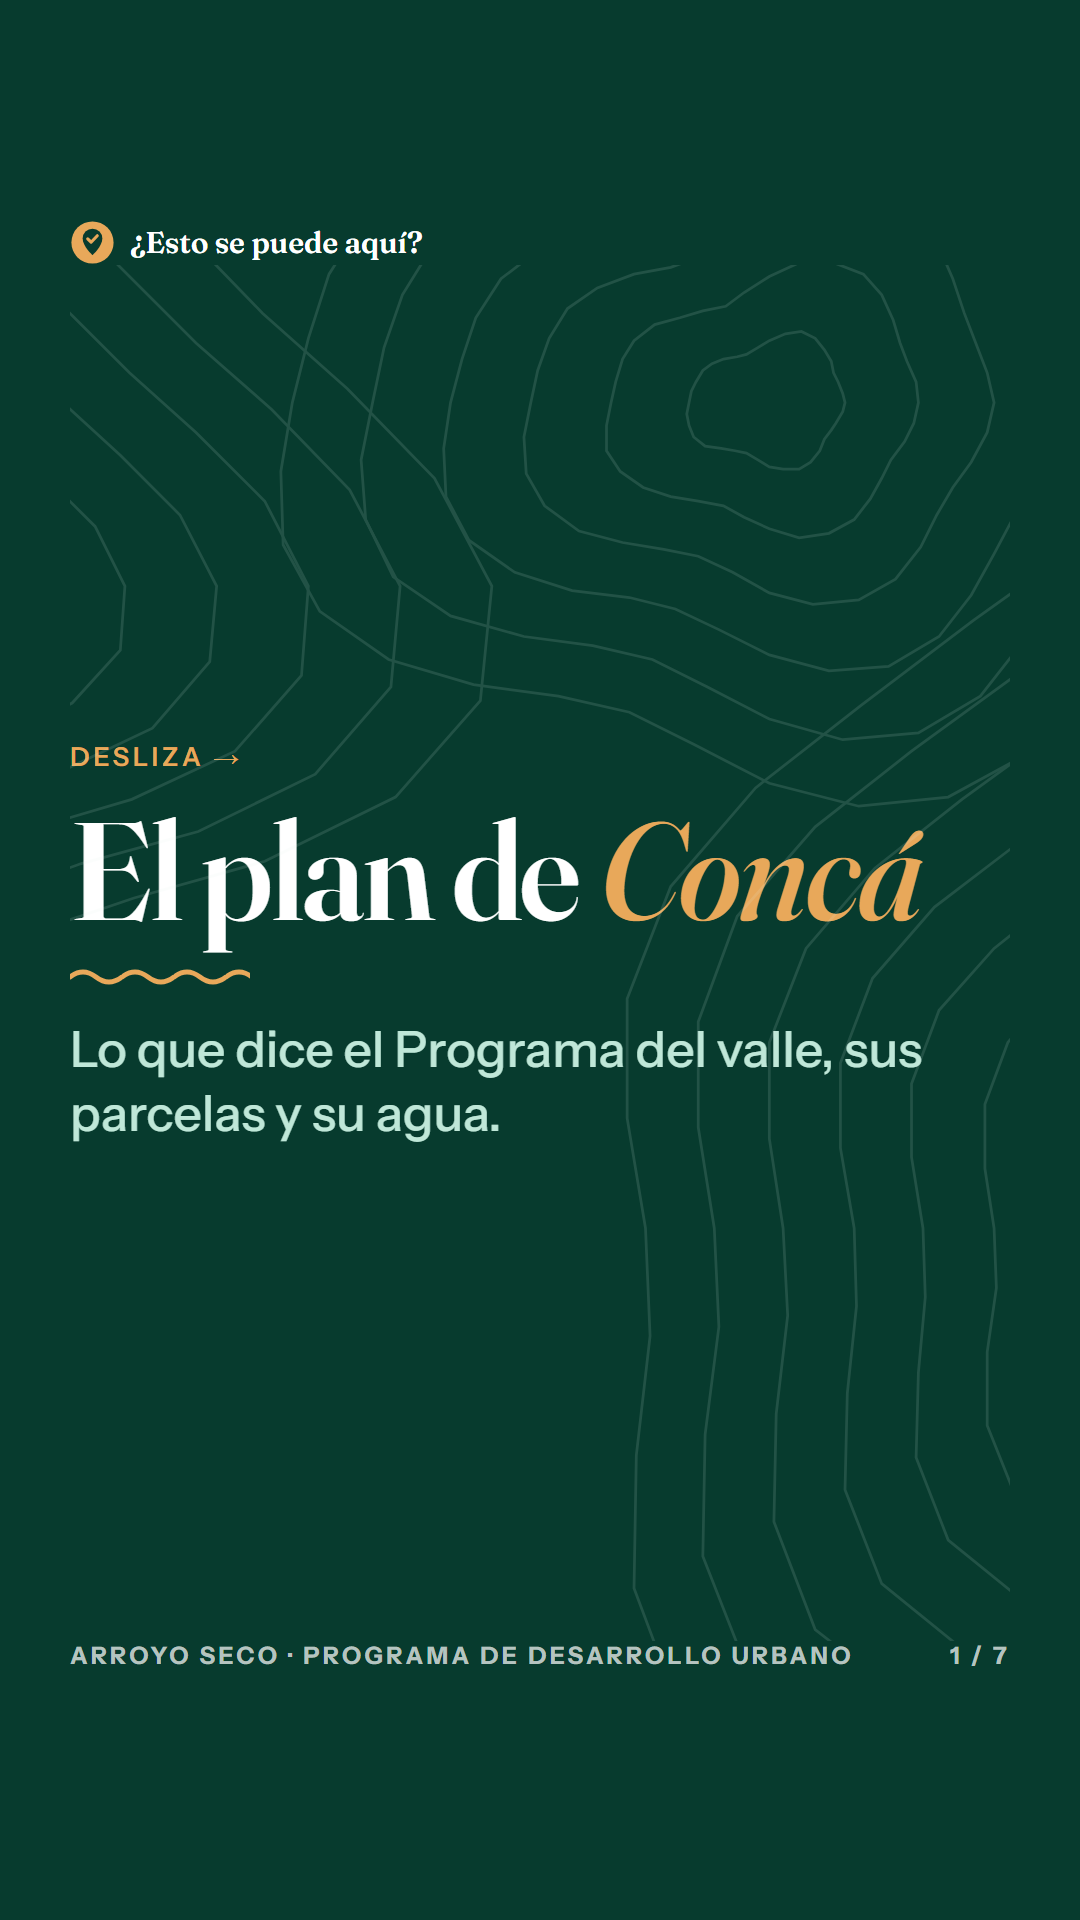 ¿Esto se puede aquí?
DESLIZA →
El plan de Concá
Lo que dice el Programa del valle, sus
parcelas y su agua.
ARROYO SECO · PROGRAMA DE DESARROLLO URBANO
1 / 7